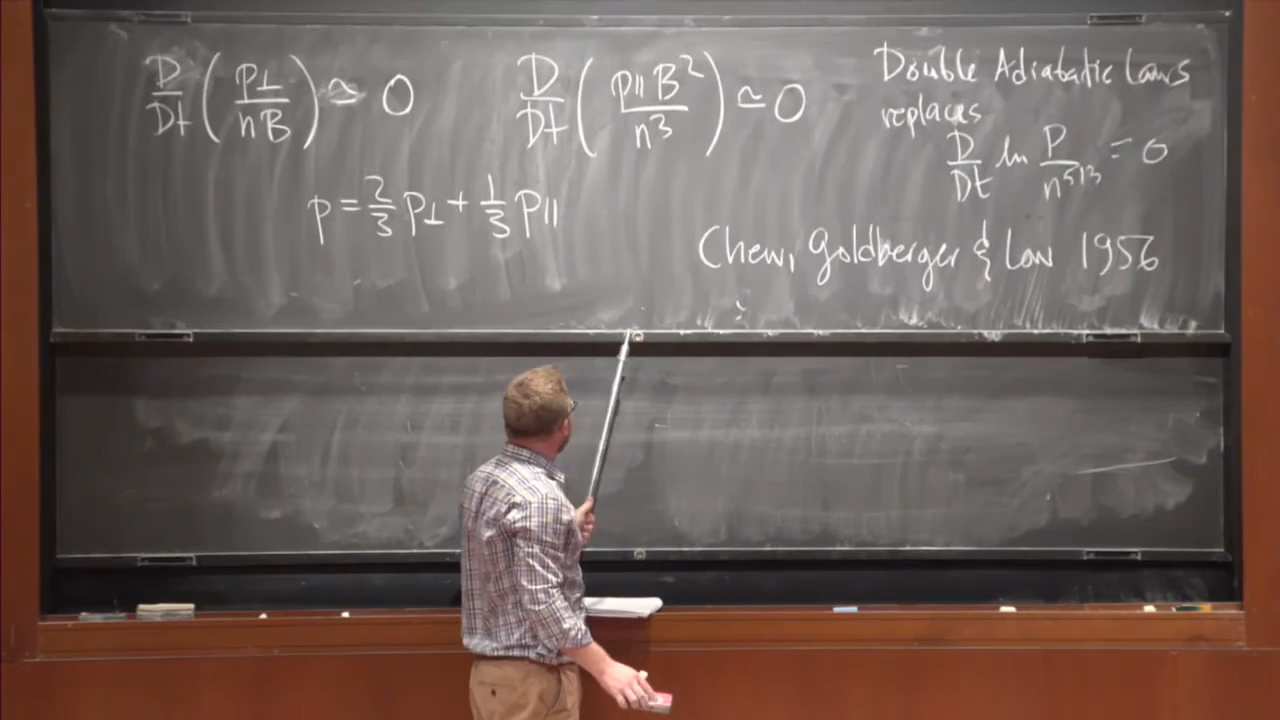 D/Dt (p⊥/nB) ≃ 0
D/Dt (p∥B²/n³) ≃ 0
Double Adiabatic Laws
replaces
D/Dt ln P/n^5/3 = 0
p = 2/3 p⊥ + 1/3 p∥
Chew, Goldberger & Low 1956